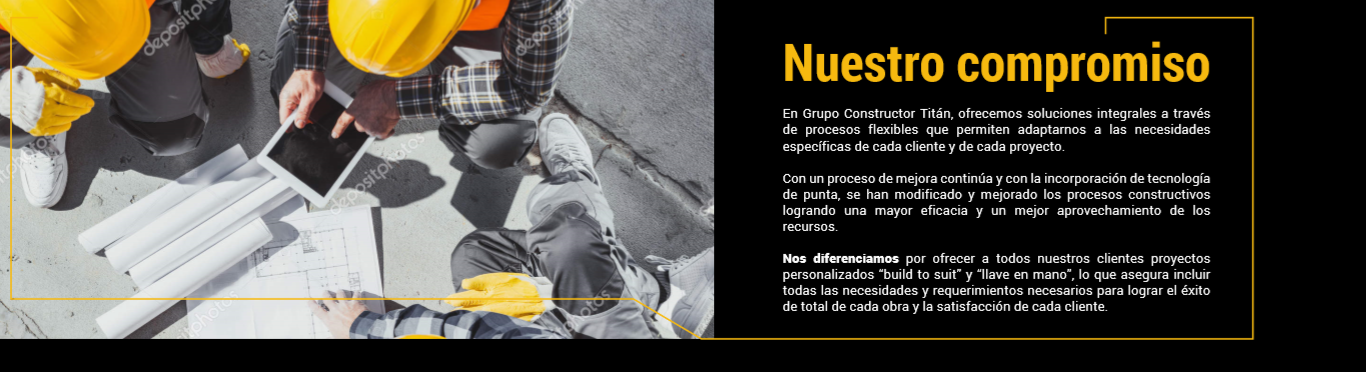 Nuestro compromiso
En Grupo Constructor Titán, ofrecemos soluciones integrales a través
de procesos flexibles que permiten adaptarnos a las necesidades
específicas de cada cliente y de cada proyecto.
Con un proceso de mejora continúa y con la incorporación de tecnología
de punta, se han modificado y mejorado los procesos constructivos
logrando una mayor eficacia y un mejor aprovechamiento de los
recursos.
Nos diferenciamos por ofrecer a todos nuestros clientes proyectos
personalizados “build to suit” y “llave en mano”, lo que asegura incluir
todas las necesidades y requerimientos necesarios para lograr el éxito
de total de cada obra y la satisfacción de cada cliente.
depositphotos
depositphotos
depositphotos